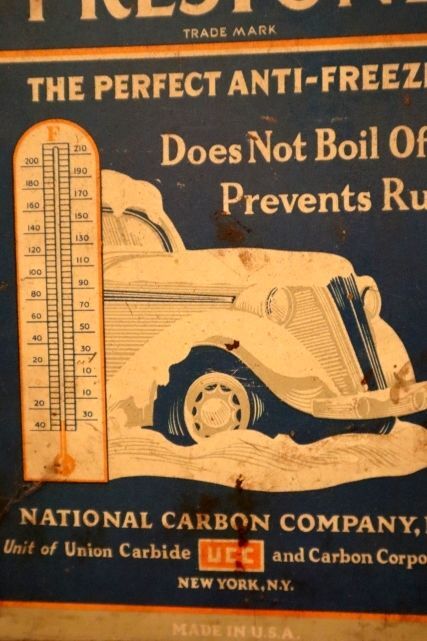 PRESTONE
TRADE MARK
THE PERFECT ANTI-FREEZE
Does Not Boil Of
Prevents Ru
F
210
200
190
180
170
160
150
140
130
120
110
100
90
80
70
60
50
40
30
20
10
10
20
30
40
NATIONAL CARBON COMPANY, I
Unit of Union Carbide UCC and Carbon Corpo
NEW YORK, N.Y.
MADE IN U.S.A.